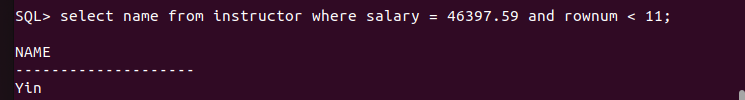 SQL> select name from instructor where salary = 46397.59 and rownum < 11;
NAME
--------------------
Yin